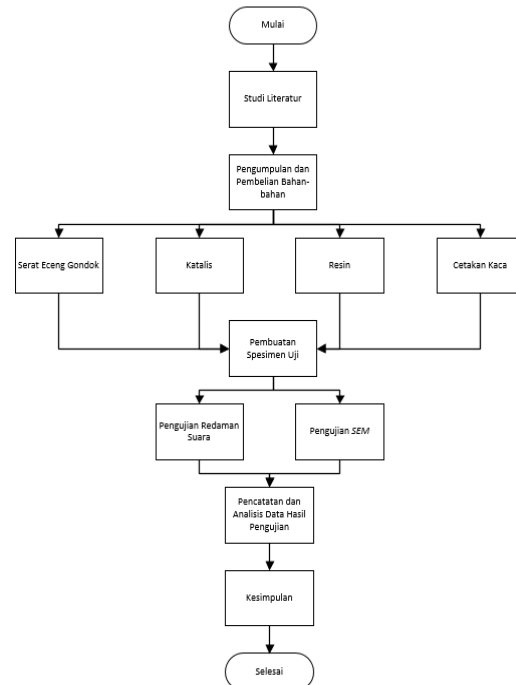 Mulai
Studi Literatur
Pengumpulan dan
Pembelian Bahan-
bahan
Serat Eceng Gondok
Katalis
Resin
Cetakan Kaca
Pembuatan
Spesimen Uji
Pengujian Redaman
Suara
Pengujian SEM
Pencatatan dan
Analisis Data Hasil
Pengujian
Kesimpulan
Selesai